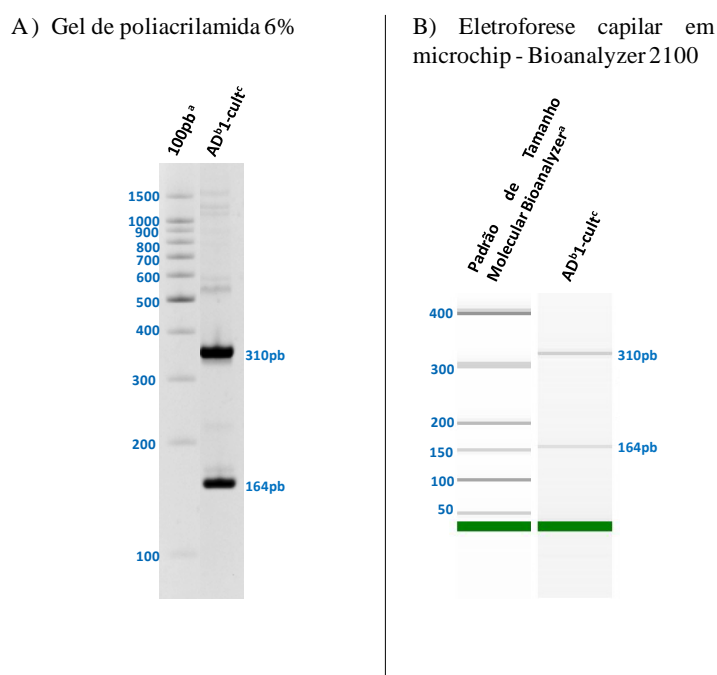 A) Gel de poliacrilamida 6%
100pb ᵃ
ADᵇ1-cultᶜ
1500
1000
900
800
700
600
500
400
300
200
100
310pb
164pb
B) Eletroforese capilar em
microchip - Bioanalyzer 2100
Padrão de Tamanho
Molecular Bioanalyzerᵃ
ADᵇ1-cultᶜ
400
300
200
150
100
50
310pb
164pb